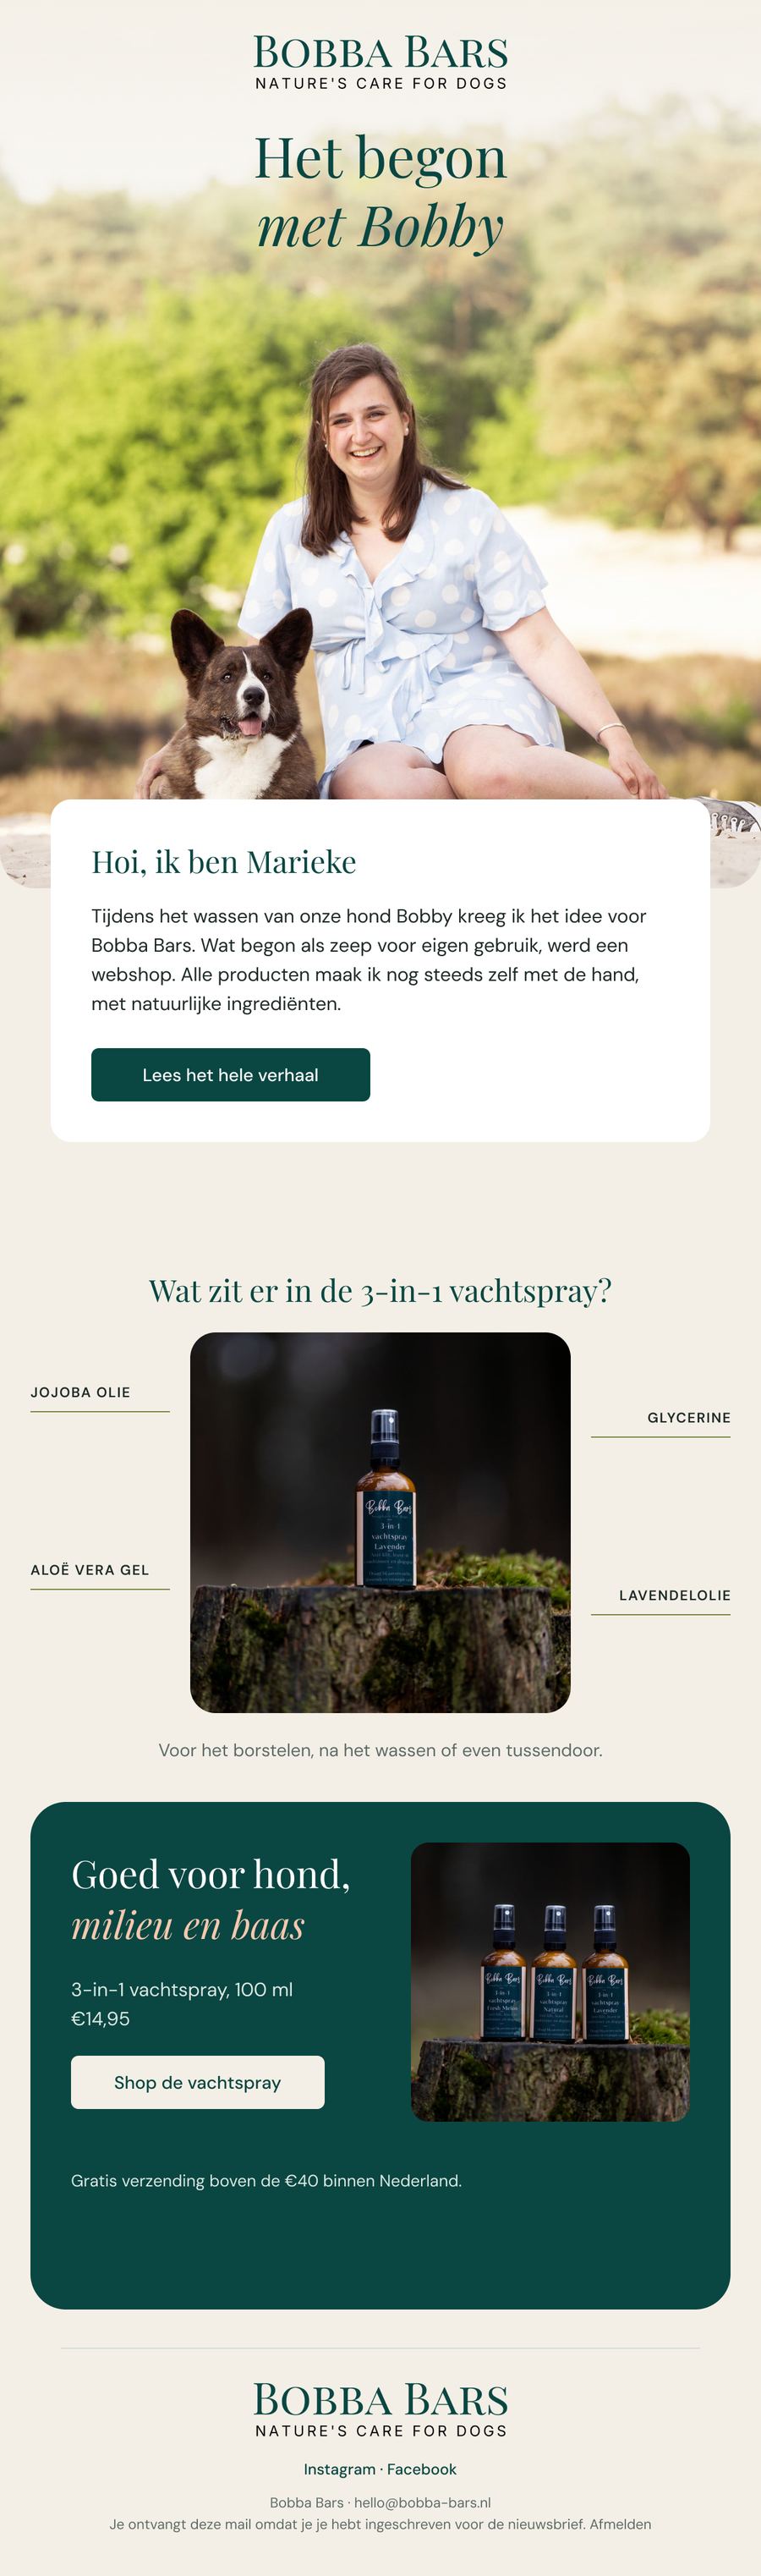 BOBBA BARS
NATURE'S CARE FOR DOGS
Het begon
met Bobby
Hoi, ik ben Marieke
Tijdens het wassen van onze hond Bobby kreeg ik het idee voor
Bobba Bars. Wat begon als zeep voor eigen gebruik, werd een
webshop. Alle producten maak ik nog steeds zelf met de hand,
met natuurlijke ingrediënten.
Lees het hele verhaal
Wat zit er in de 3-in-1 vachtspray?
JOJOBA OLIE
GLYCERINE
Bobba Bars
3-in-1
vachtspray
Lavender
ALOË VERA GEL
LAVENDELOLIE
Voor het borstelen, na het wassen of even tussendoor.
Goed voor hond,
milieu en baas
3-in-1 vachtspray, 100 ml
€14,95
Shop de vachtspray
Bobba Bars
3-in-1
vachtspray
Bobba Bars
3-in-1
vachtspray
Natural
Bobba Bars
3-in-1
vachtspray
Lavender
Gratis verzending boven de €40 binnen Nederland.
BOBBA BARS
NATURE'S CARE FOR DOGS
Instagram · Facebook
Bobba Bars · hello@bobba-bars.nl
Je ontvangt deze mail omdat je je hebt ingeschreven voor de nieuwsbrief. Afmelden